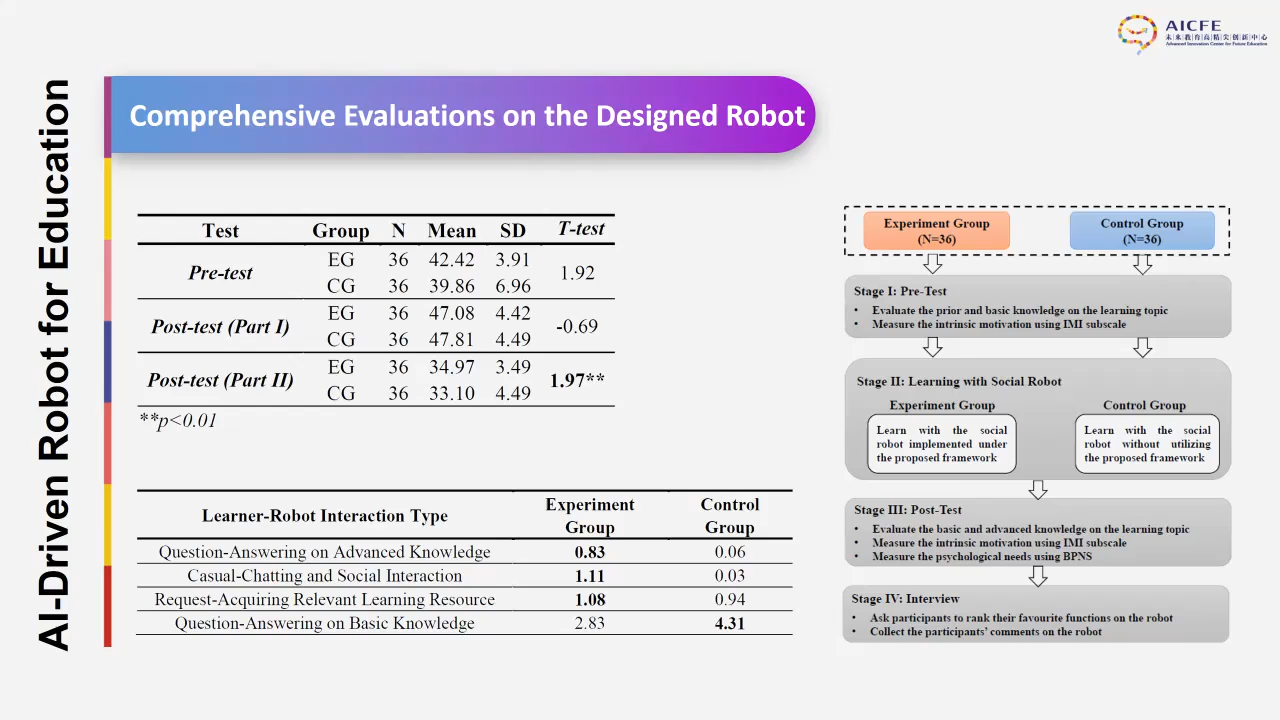 AICFE
未来教育高精尖创新中心
Advanced Innovation Center for Future Education
AI-Driven Robot for Education
Comprehensive Evaluations on the Designed Robot
Test Group N Mean SD T-test
Pre-test EG 36 42.42 3.91 1.92
CG 36 39.86 6.96
Post-test (Part I) EG 36 47.08 4.42 -0.69
CG 36 47.81 4.49
Post-test (Part II) EG 36 34.97 3.49 1.97**
CG 36 33.10 4.49
**p<0.01
Learner-Robot Interaction Type Experiment Group Control Group
Question-Answering on Advanced Knowledge 0.83 0.06
Casual-Chatting and Social Interaction 1.11 0.03
Request-Acquiring Relevant Learning Resource 1.08 0.94
Question-Answering on Basic Knowledge 2.83 4.31
Experiment Group
(N=36)
Control Group
(N=36)
Stage I: Pre-Test
• Evaluate the prior and basic knowledge on the learning topic
• Measure the intrinsic motivation using IMI subscale
Stage II: Learning with Social Robot
Experiment Group
Learn with the social
robot implemented under
the proposed framework
Control Group
Learn with the social
robot without utilizing
the proposed framework
Stage III: Post-Test
• Evaluate the basic and advanced knowledge on the learning topic
• Measure the intrinsic motivation using IMI subscale
• Measure the psychological needs using BPNS
Stage IV: Interview
• Ask participants to rank their favourite functions on the robot
• Collect the participants' comments on the robot